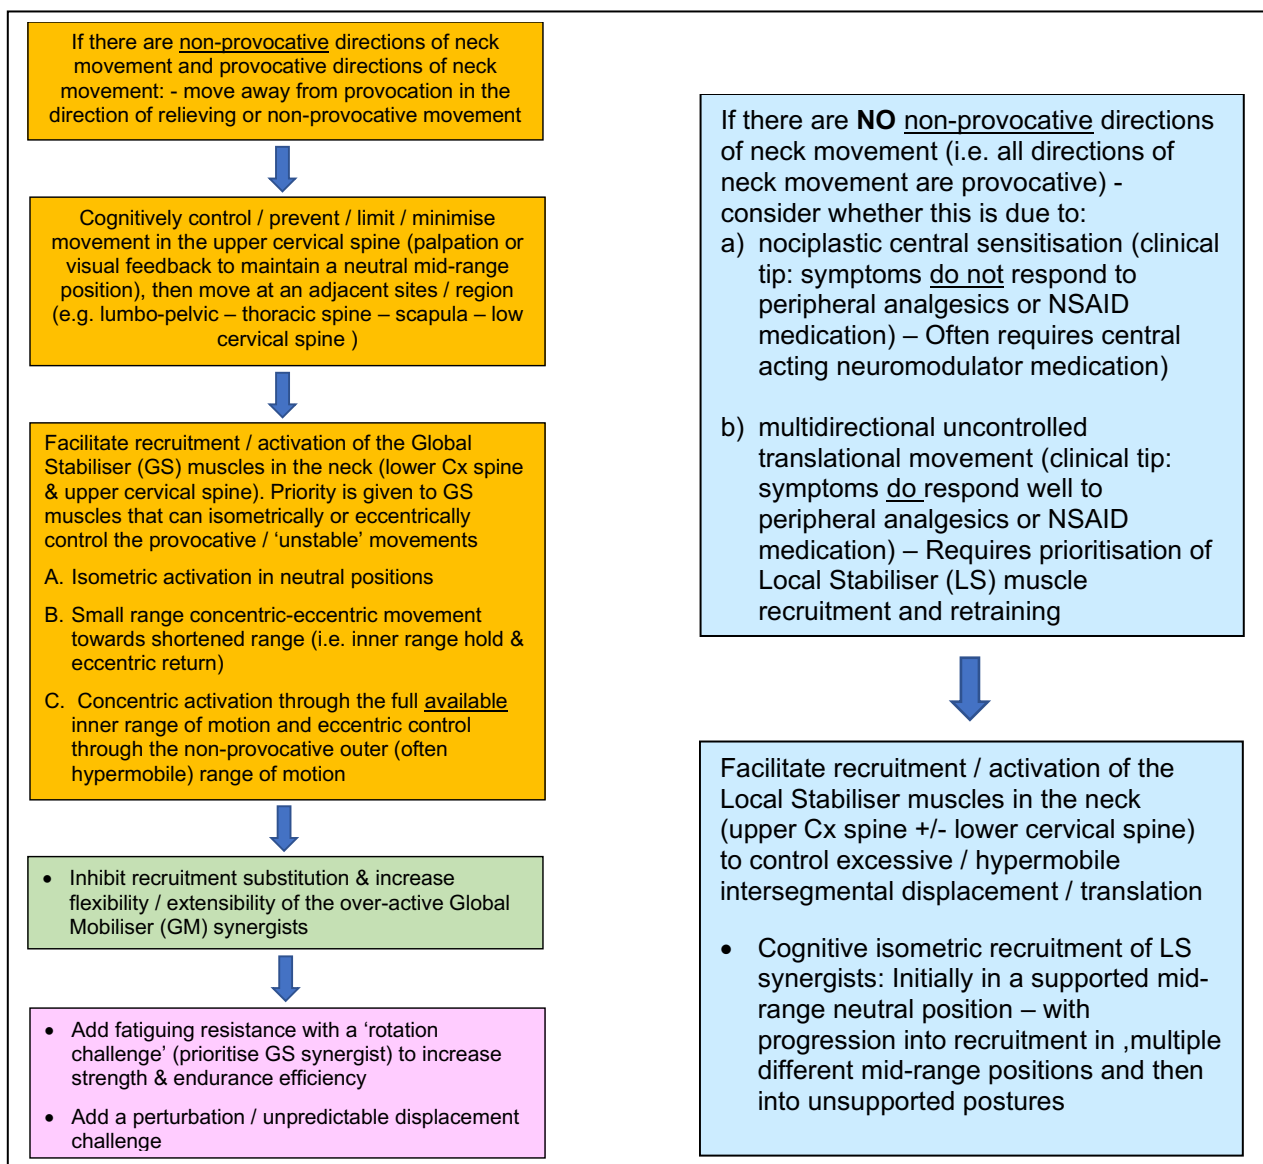 If there are non-provocative directions of neck
movement and provocative directions of neck
movement: - move away from provocation in the
direction of relieving or non-provocative movement
Cognitively control / prevent / limit / minimise
movement in the upper cervical spine (palpation or
visual feedback to maintain a neutral mid-range
position), then move at an adjacent sites / region
(e.g. lumbo-pelvic – thoracic spine – scapula – low
cervical spine )
Facilitate recruitment / activation of the Global
Stabiliser (GS) muscles in the neck (lower Cx spine
& upper cervical spine). Priority is given to GS
muscles that can isometrically or eccentrically
control the provocative / ‘unstable’ movements
A. Isometric activation in neutral positions
B. Small range concentric-eccentric movement
towards shortened range (i.e. inner range hold &
eccentric return)
C. Concentric activation through the full available
inner range of motion and eccentric control
through the non-provocative outer (often
hypermobile) range of motion
• Inhibit recruitment substitution & increase
flexibility / extensibility of the over-active Global
Mobiliser (GM) synergists
• Add fatiguing resistance with a ‘rotation
challenge’ (prioritise GS synergist) to increase
strength & endurance efficiency
• Add a perturbation / unpredictable displacement
challenge
If there are NO non-provocative directions
of neck movement (i.e. all directions of
neck movement are provocative) -
consider whether this is due to:
a) nociplastic central sensitisation (clinical
tip: symptoms do not respond to
peripheral analgesics or NSAID
medication) – Often requires central
acting neuromodulator medication)
b) multidirectional uncontrolled
translational movement (clinical tip:
symptoms do respond well to
peripheral analgesics or NSAID
medication) – Requires prioritisation of
Local Stabiliser (LS) muscle
recruitment and retraining
Facilitate recruitment / activation of the
Local Stabiliser muscles in the neck
(upper Cx spine +/- lower cervical spine)
to control excessive / hypermobile
intersegmental displacement / translation
• Cognitive isometric recruitment of LS
synergists: Initially in a supported mid-
range neutral position – with
progression into recruitment in ,multiple
different mid-range positions and then
into unsupported postures